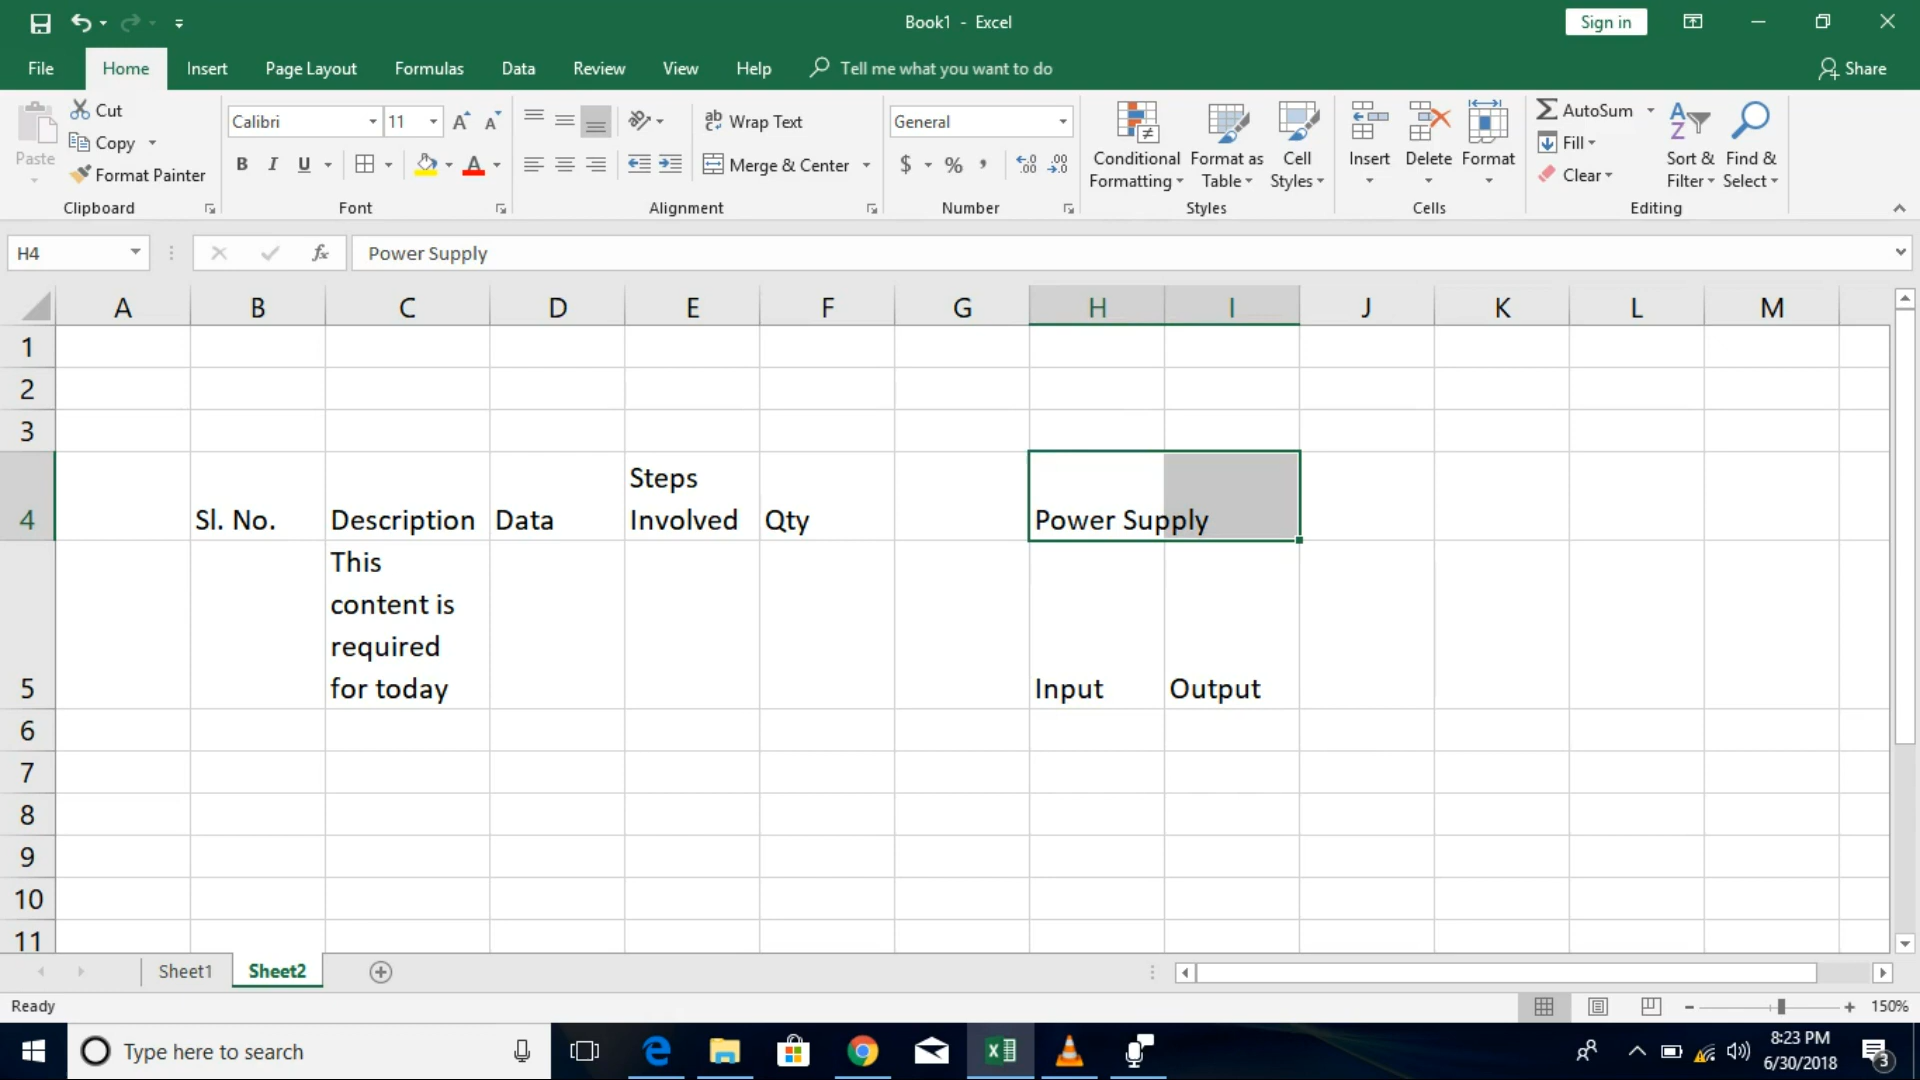 Book1 - Excel
Sign in
File Home Insert Page Layout Formulas Data Review View Help Tell me what you want to do Share
Cut
Copy
Format Painter
Paste
Clipboard
Calibri 11
B I U
Font
Wrap Text
Merge & Center
Alignment
General
$ % ,
Number
Conditional Formatting
Format as Table
Cell Styles
Styles
Insert
Delete
Format
Cells
AutoSum
Fill
Clear
Sort & Filter
Find & Select
Editing
H4 fx Power Supply
A B C D E F G H I J K L M
1
2
3
4 Sl. No. Description Data Steps Involved Qty Power Supply
5 This content is required for today Input Output
6
7
8
9
10
11
Sheet1 Sheet2
Ready
150%
Type here to search
8:23 PM
6/30/2018
3